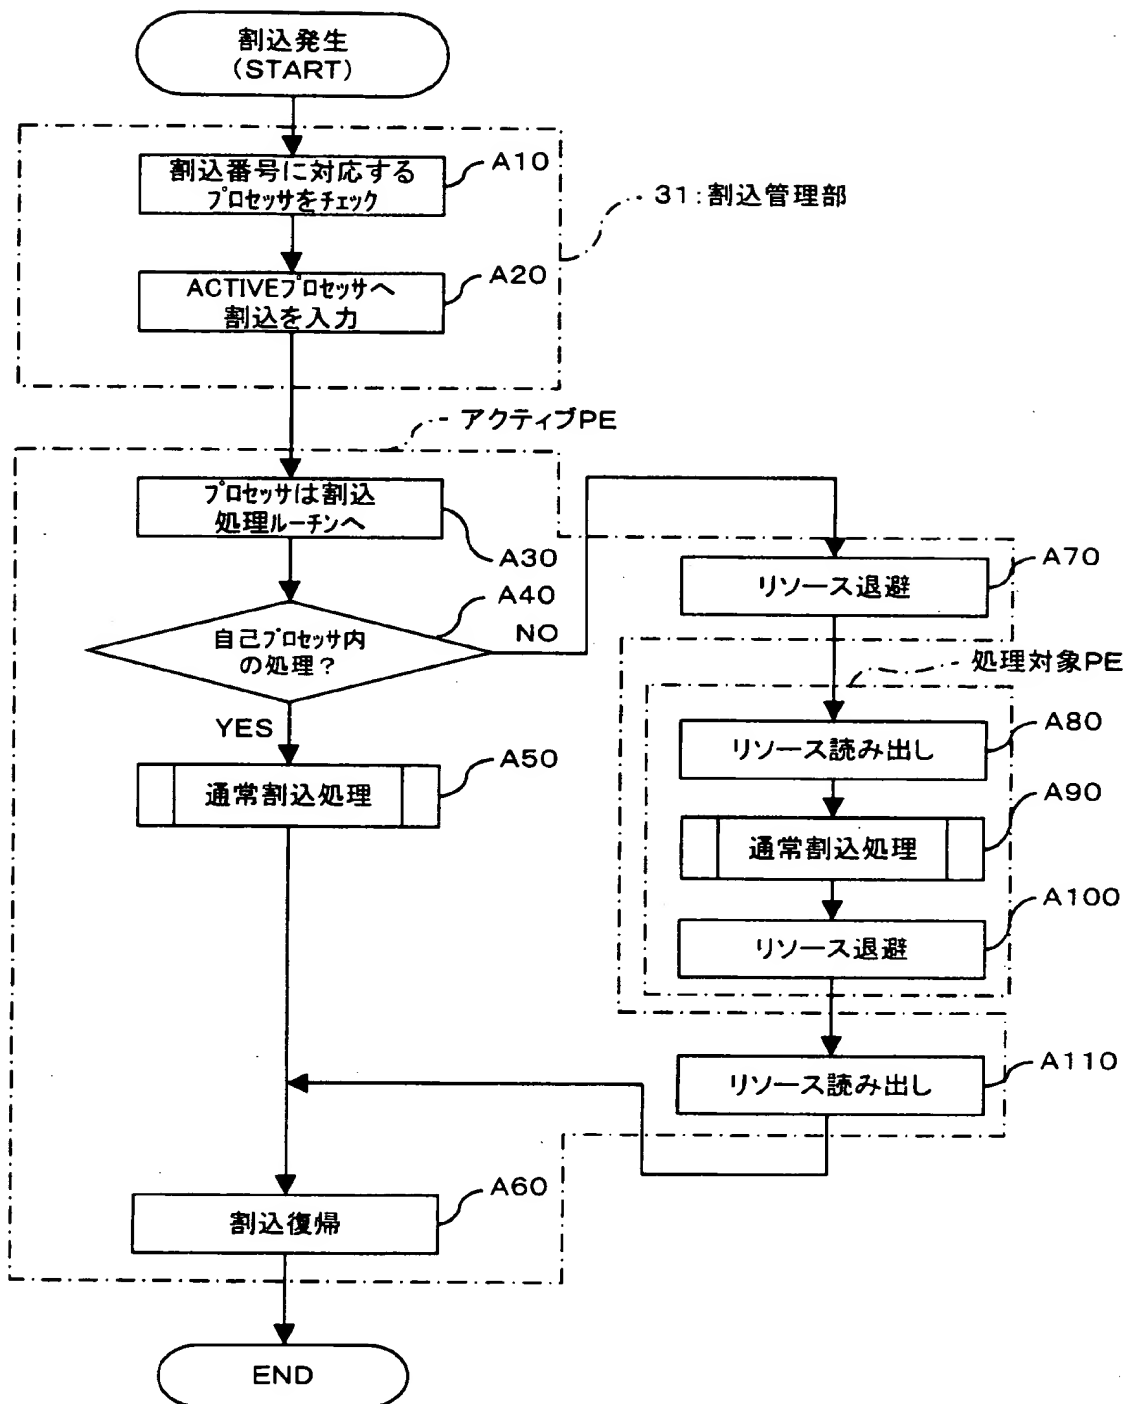 割込発生
(START)
割込番号に対応する
プロセッサをチェック
A10
31:割込管理部
ACTIVEプロセッサへ
割込を入力
A20
アクティブPE
プロセッサは割込
処理ルーチンへ
A30
自己プロセッサ内
の処理?
A40
NO
YES
通常割込処理
A50
リソース退避
A70
処理対象PE
リソース読み出し
A80
通常割込処理
A90
リソース退避
A100
リソース読み出し
A110
割込復帰
A60
END